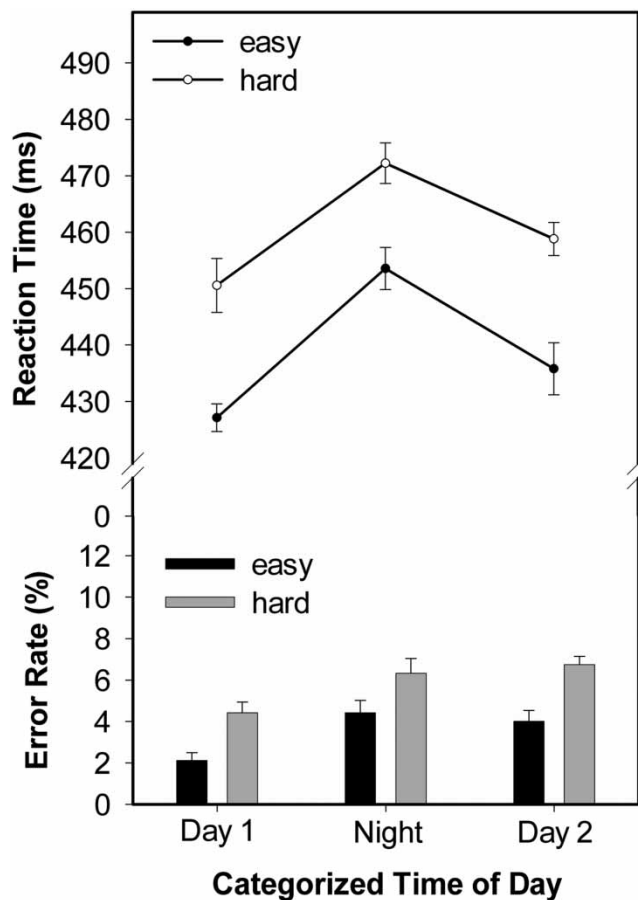 easy
hard
Reaction Time (ms)
490
480
470
460
450
440
430
420
0
easy
hard
Error Rate (%)
12
10
8
6
4
2
0
Day 1 Night Day 2
Categorized Time of Day